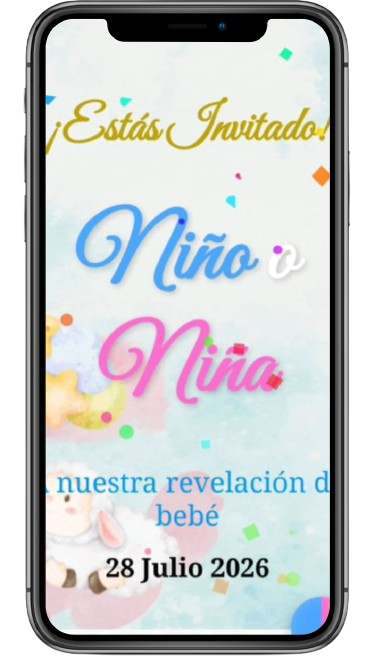 ¡Estás Invitado!
Niño o
Niña
A nuestra revelación d
bebé
28 Julio 2026